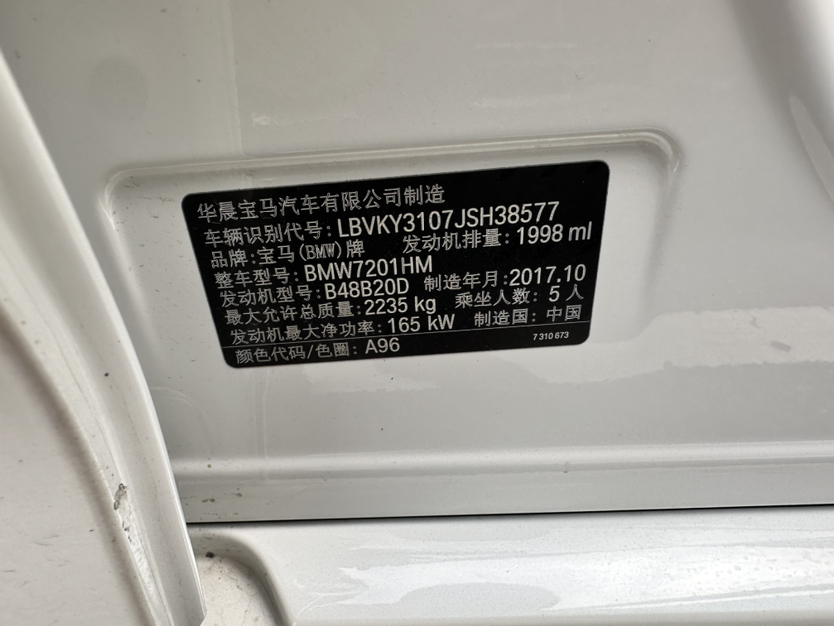 华晨宝马汽车有限公司制造
车辆识别代号: LBVKY3107JSH38577
品牌: 宝马(BMW)牌 发动机排量: 1998 ml
整车型号: BMW7201HM
发动机型号: B48B20D 制造年月:2017.10
最大允许总质量: 2235 kg 乘坐人数: 5 人
发动机最大净功率: 165 kW 制造国: 中国
颜色代码/色圈: A96 7 310 673